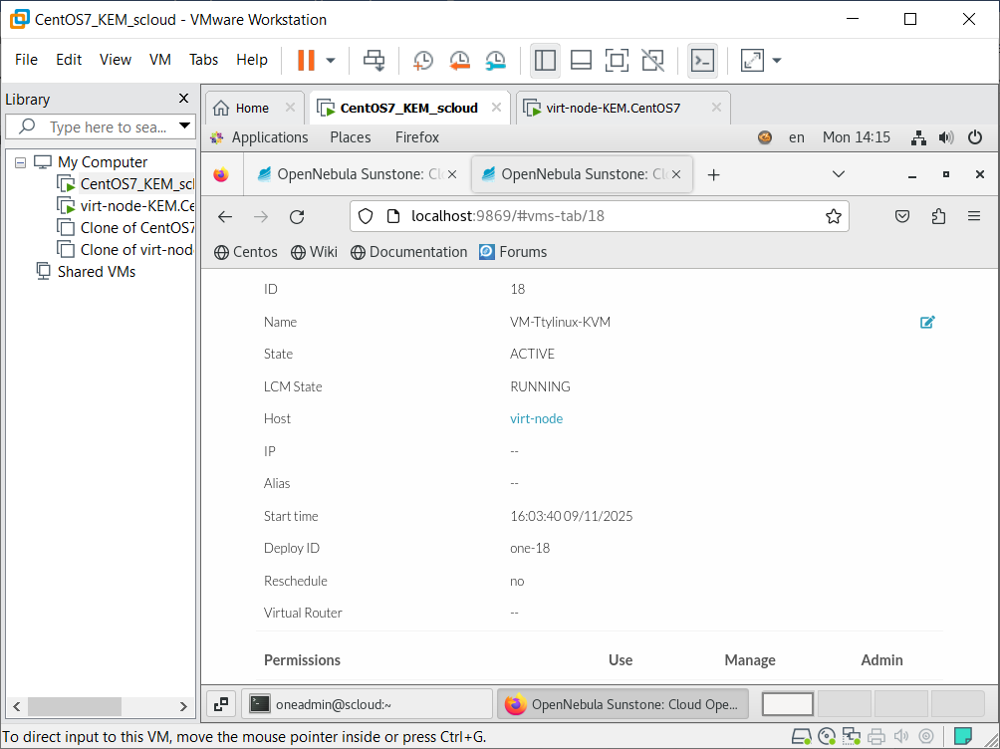 CentOS7_KEM_scloud - VMware Workstation
File Edit View VM Tabs Help
Library
Type here to sea...
My Computer
CentOS7_KEM_scl
virt-node-KEM.Ce
Clone of CentOS7
Clone of virt-nod
Shared VMs
Home
CentOS7_KEM_scloud
virt-node-KEM.CentOS7
Applications Places Firefox en Mon 14:15
OpenNebula Sunstone: Cl
OpenNebula Sunstone: Cl
localhost:9869/#vms-tab/18
Centos Wiki Documentation Forums
ID 18
Name VM-Ttylinux-KVM
State ACTIVE
LCM State RUNNING
Host virt-node
IP --
Alias --
Start time 16:03:40 09/11/2025
Deploy ID one-18
Reschedule no
Virtual Router --
Permissions Use Manage Admin
oneadmin@scloud:~
OpenNebula Sunstone: Cloud Ope...
To direct input to this VM, move the mouse pointer inside or press Ctrl+G.